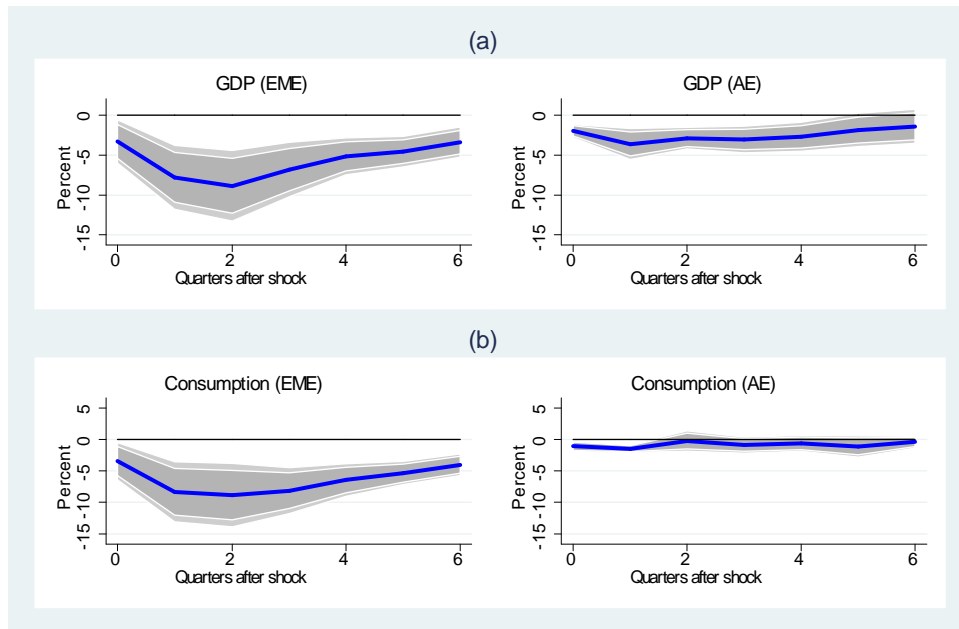 (a)
GDP (EME)
GDP (AE)
Percent
0
-5
-10
-15
0
2
4
6
Quarters after shock
Percent
0
-5
-10
-15
0
2
4
6
Quarters after shock
(b)
Consumption (EME)
Consumption (AE)
Percent
5
0
-5
-10
-15
0
2
4
6
Quarters after shock
Percent
5
0
-5
-10
-15
0
2
4
6
Quarters after shock